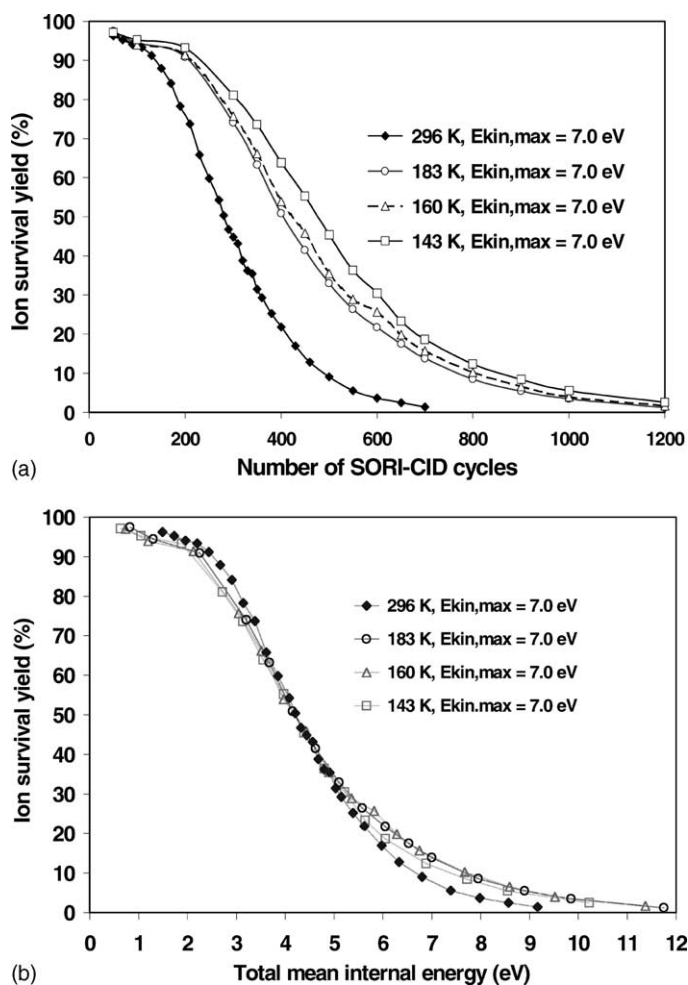 100
90
80
70
60
50
40
30
20
10
0
Ion survival yield (%)
296 K, Ekin,max = 7.0 eV
183 K, Ekin,max = 7.0 eV
160 K, Ekin,max = 7.0 eV
143 K, Ekin,max = 7.0 eV
0 200 400 600 800 1000 1200
(a) Number of SORI-CID cycles
100
90
80
70
60
50
40
30
20
10
0
Ion survival yield (%)
296 K, Ekin,max = 7.0 eV
183 K, Ekin,max = 7.0 eV
160 K, Ekin,max = 7.0 eV
143 K, Ekin.max = 7.0 eV
0 1 2 3 4 5 6 7 8 9 10 11 12
(b) Total mean internal energy (eV)